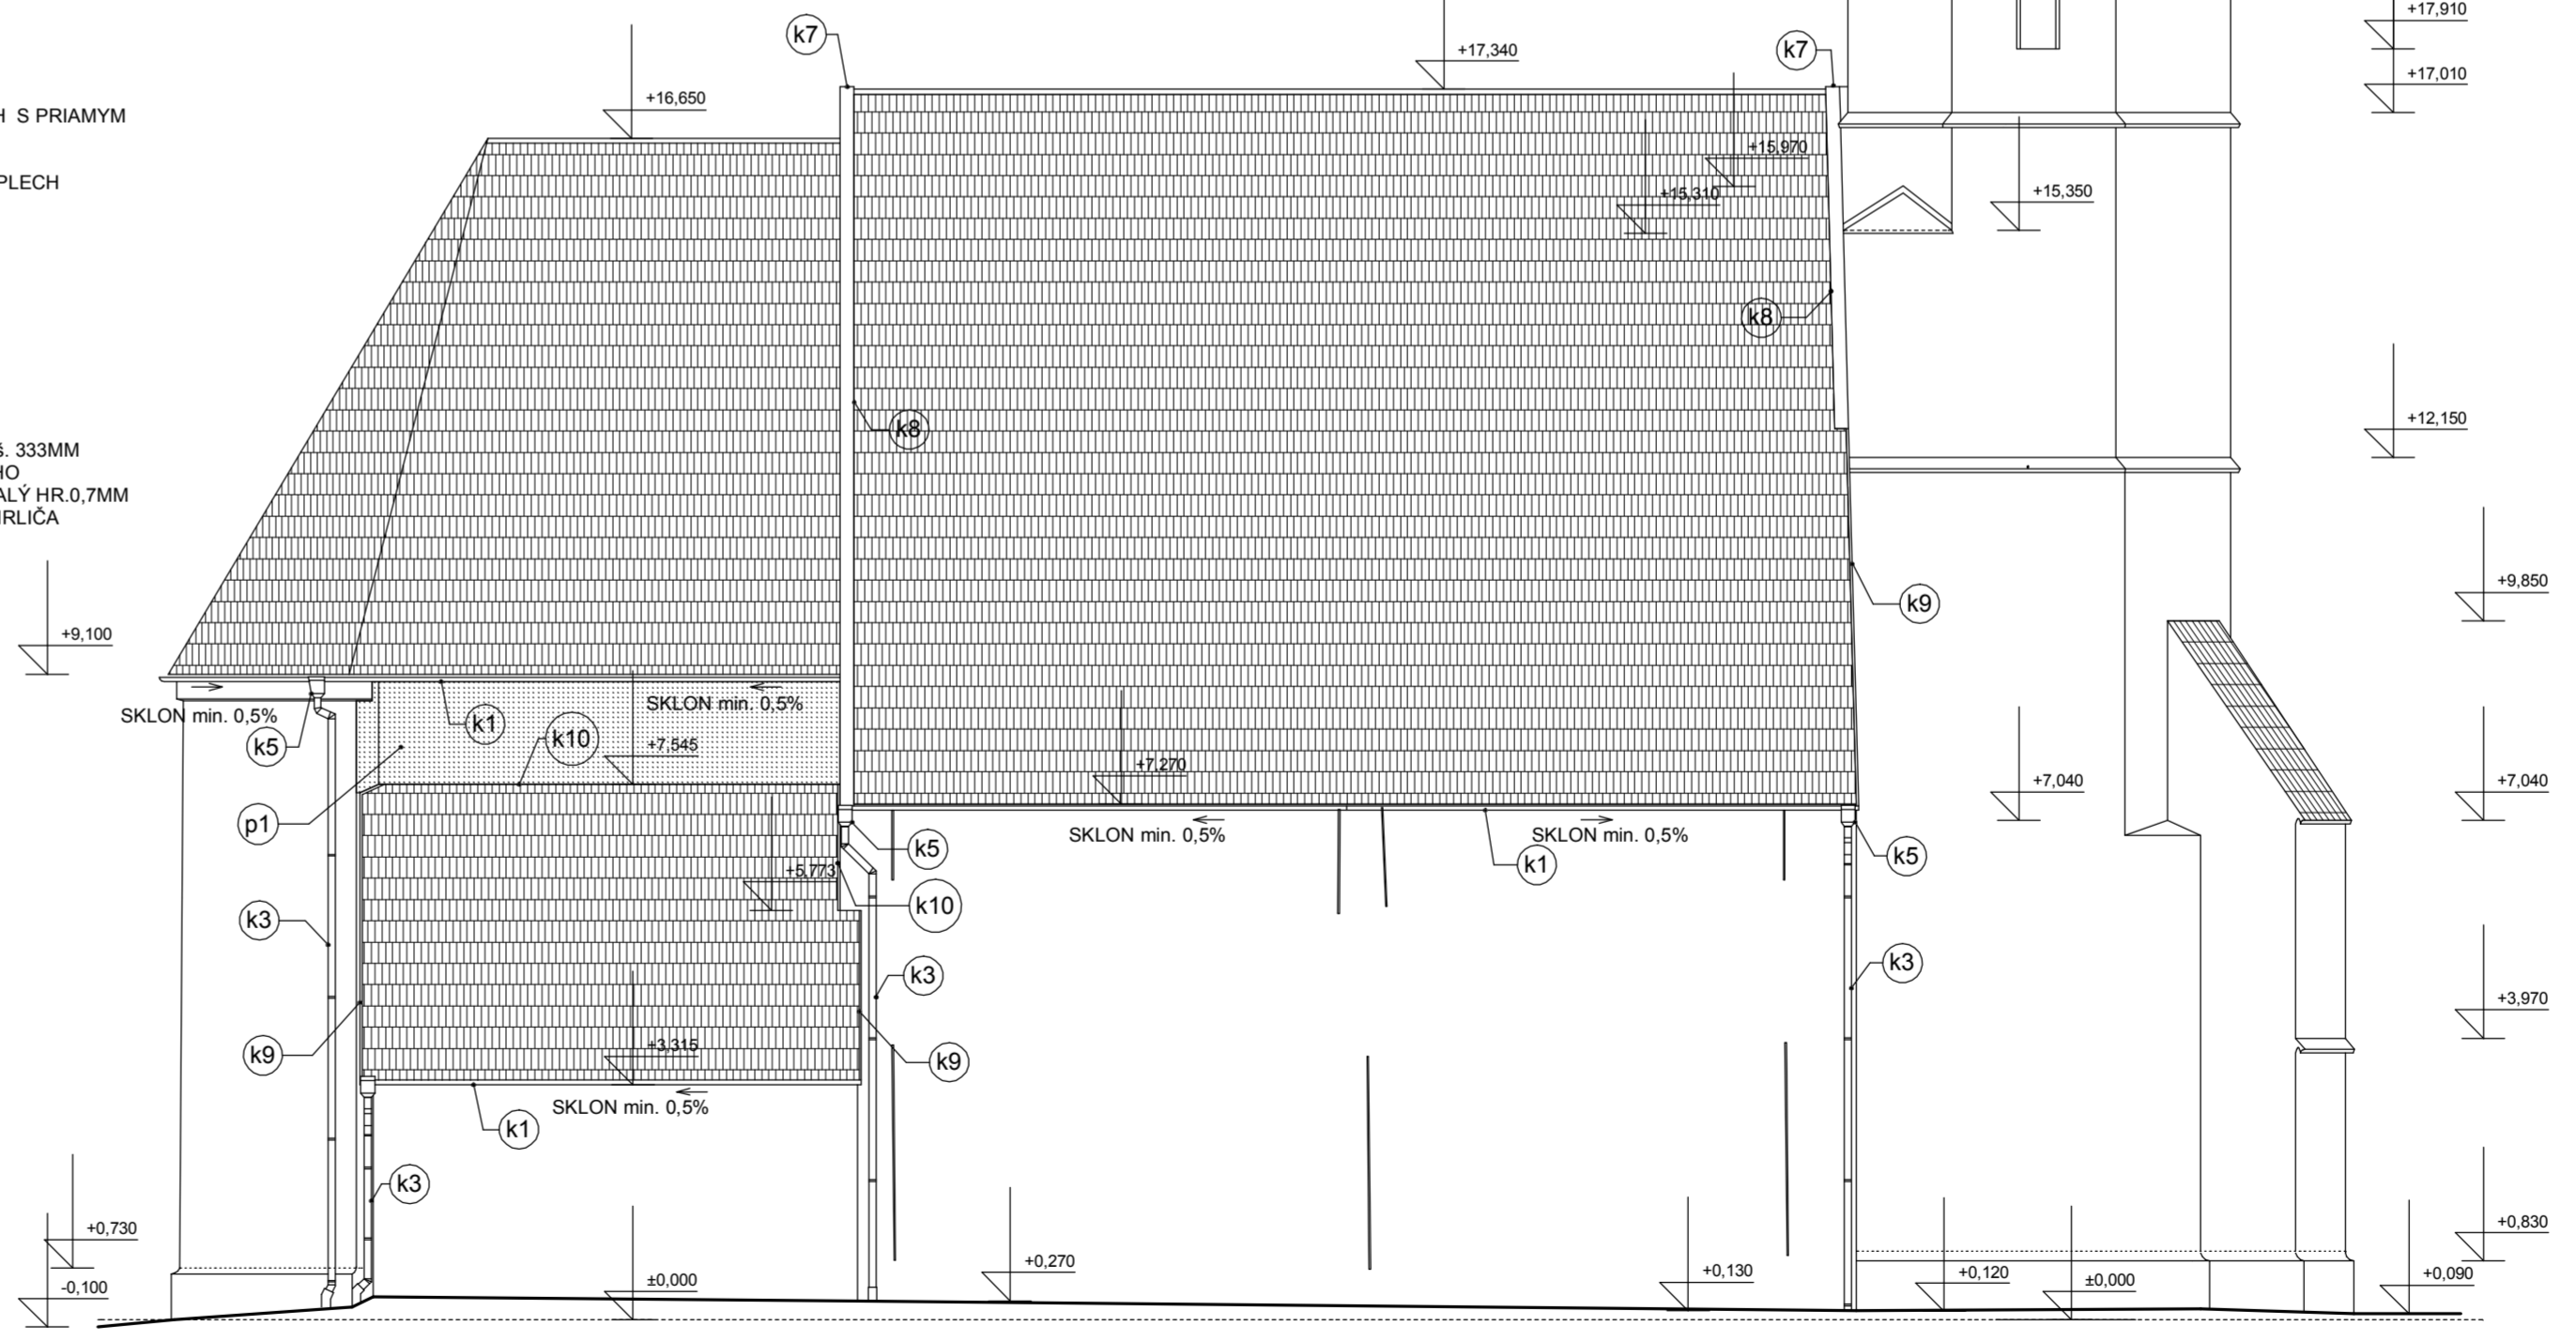 H S PRIAMYM
PLECH
š. 333MM
HO
ALÝ HR.0,7MM
HRLIČA
k7
+17,340
k7
+17,910
+17,010
+16,650
+15,970
+15,310
+15,350
k8
k8
+12,150
k9
+9,850
+9,100
SKLON min. 0,5%
k5
k1
SKLON min. 0,5%
k10
+7,545
+7,270
+7,040
+7,040
p1
SKLON min. 0,5%
SKLON min. 0,5%
k5
k1
k5
+5,773
k10
k3
k3
k3
+3,970
k9
k9
+3,315
SKLON min. 0,5%
k1
k3
+0,730
-0,100
±0,000
+0,270
+0,130
+0,120
±0,000
+0,830
+0,090